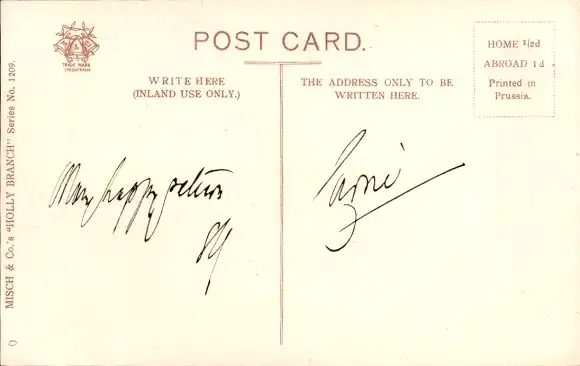 POST CARD.
TRADE MARK
WRITE HERE
(INLAND USE ONLY.)
THE ADDRESS ONLY TO BE
WRITTEN HERE.
HOME ½d
ABROAD 1d
Printed in
Prussia.
MISCH & Co.'s "HOLLY BRANCH" Series No. 1209.
Many happy returns